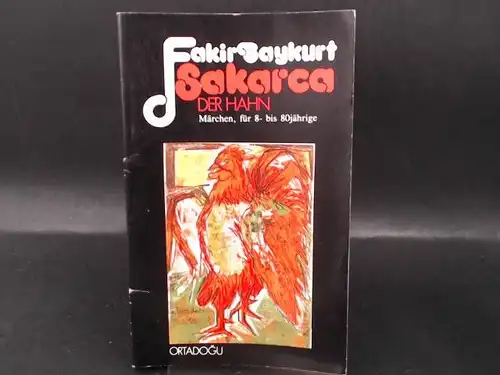 Fakir Baykurt
Sakarca
DER HAHN
Märchen, für 8- bis 80jährige
ORTADOĞU